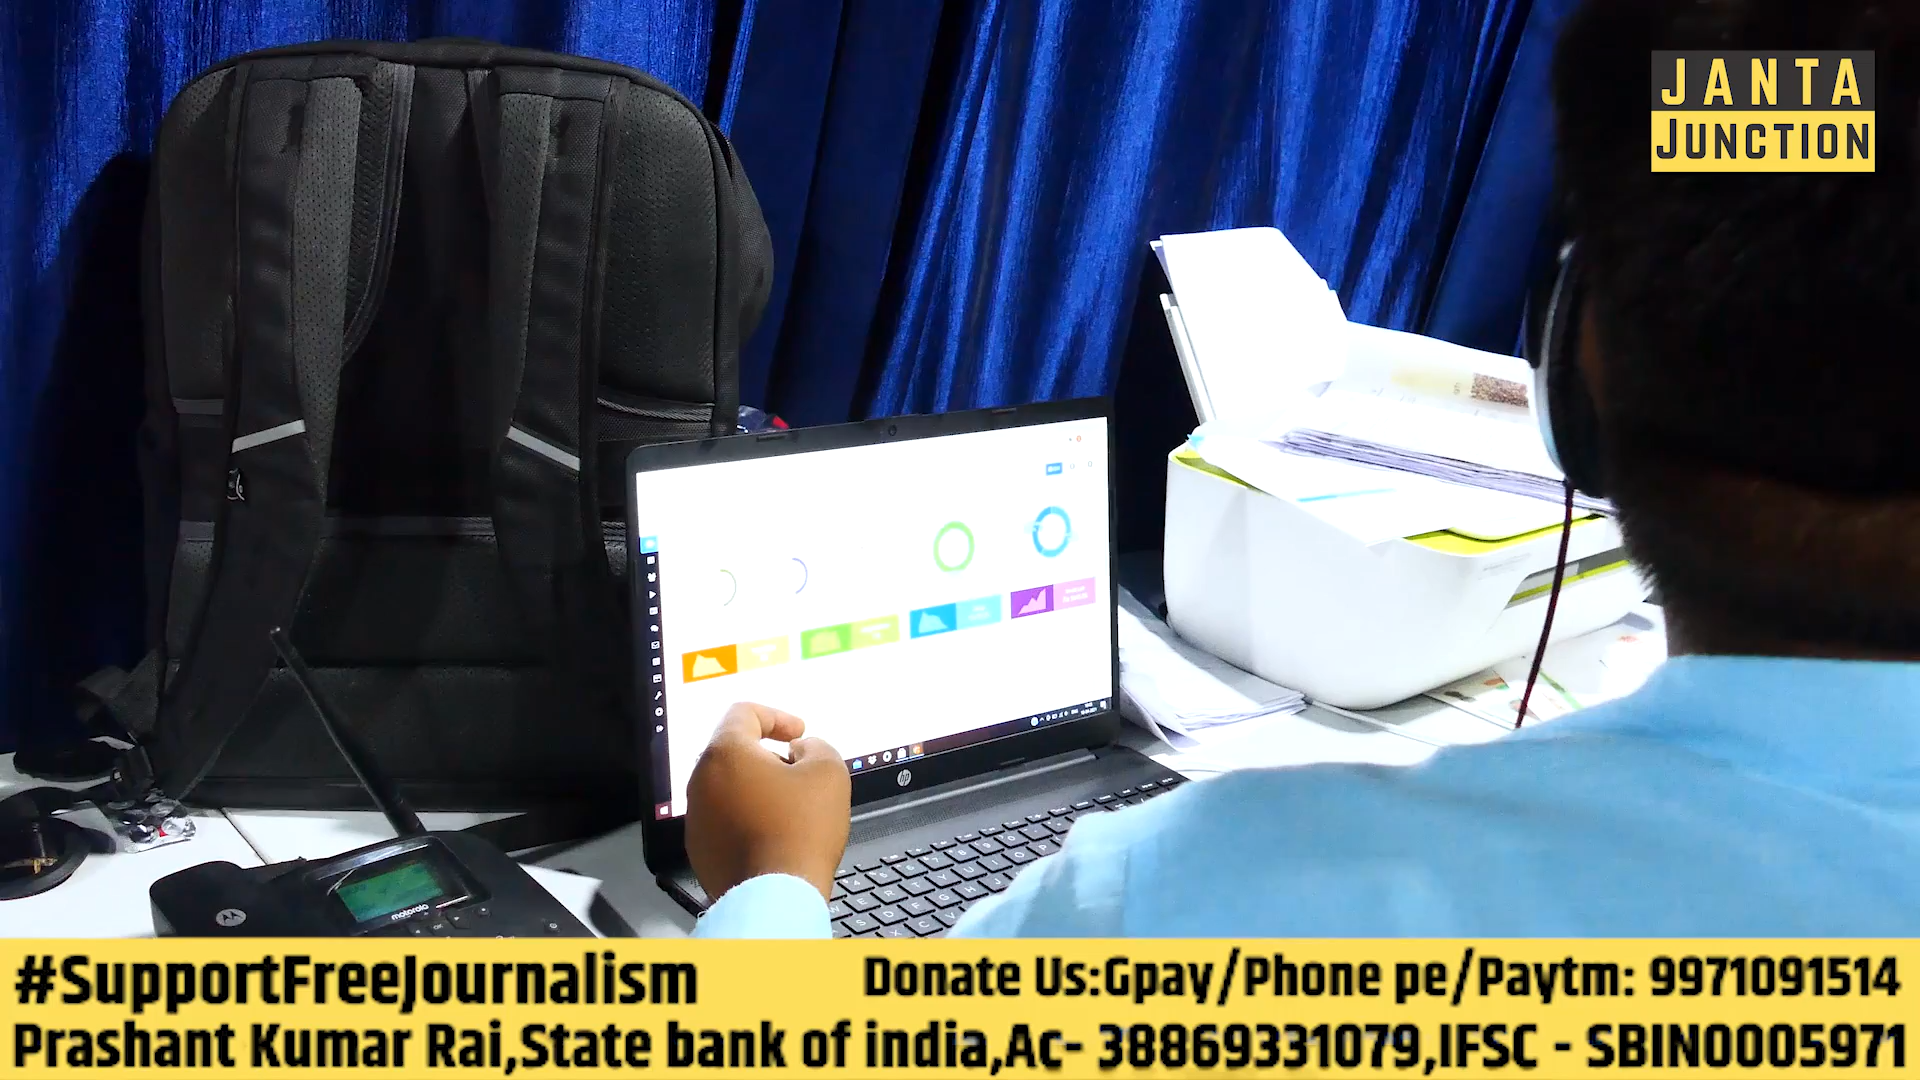 JANTA
JUNCTION
hp
motorola
#SupportFreeJournalism
Donate Us:Gpay/Phone pe/Paytm: 9971091514
Prashant Kumar Rai,State bank of india,Ac- 38869331079,IFSC - SBIN0005971